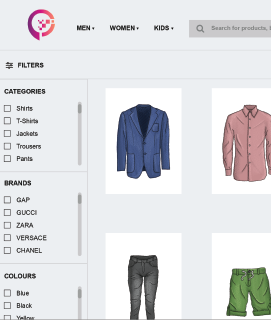 MEN WOMEN KIDS Search for products, b
FILTERS
CATEGORIES
Shirts
T-Shirts
Jackets
Trousers
Pants
BRANDS
GAP
GUCCI
ZARA
VERSACE
CHANEL
COLOURS
Blue
Black
Yellow